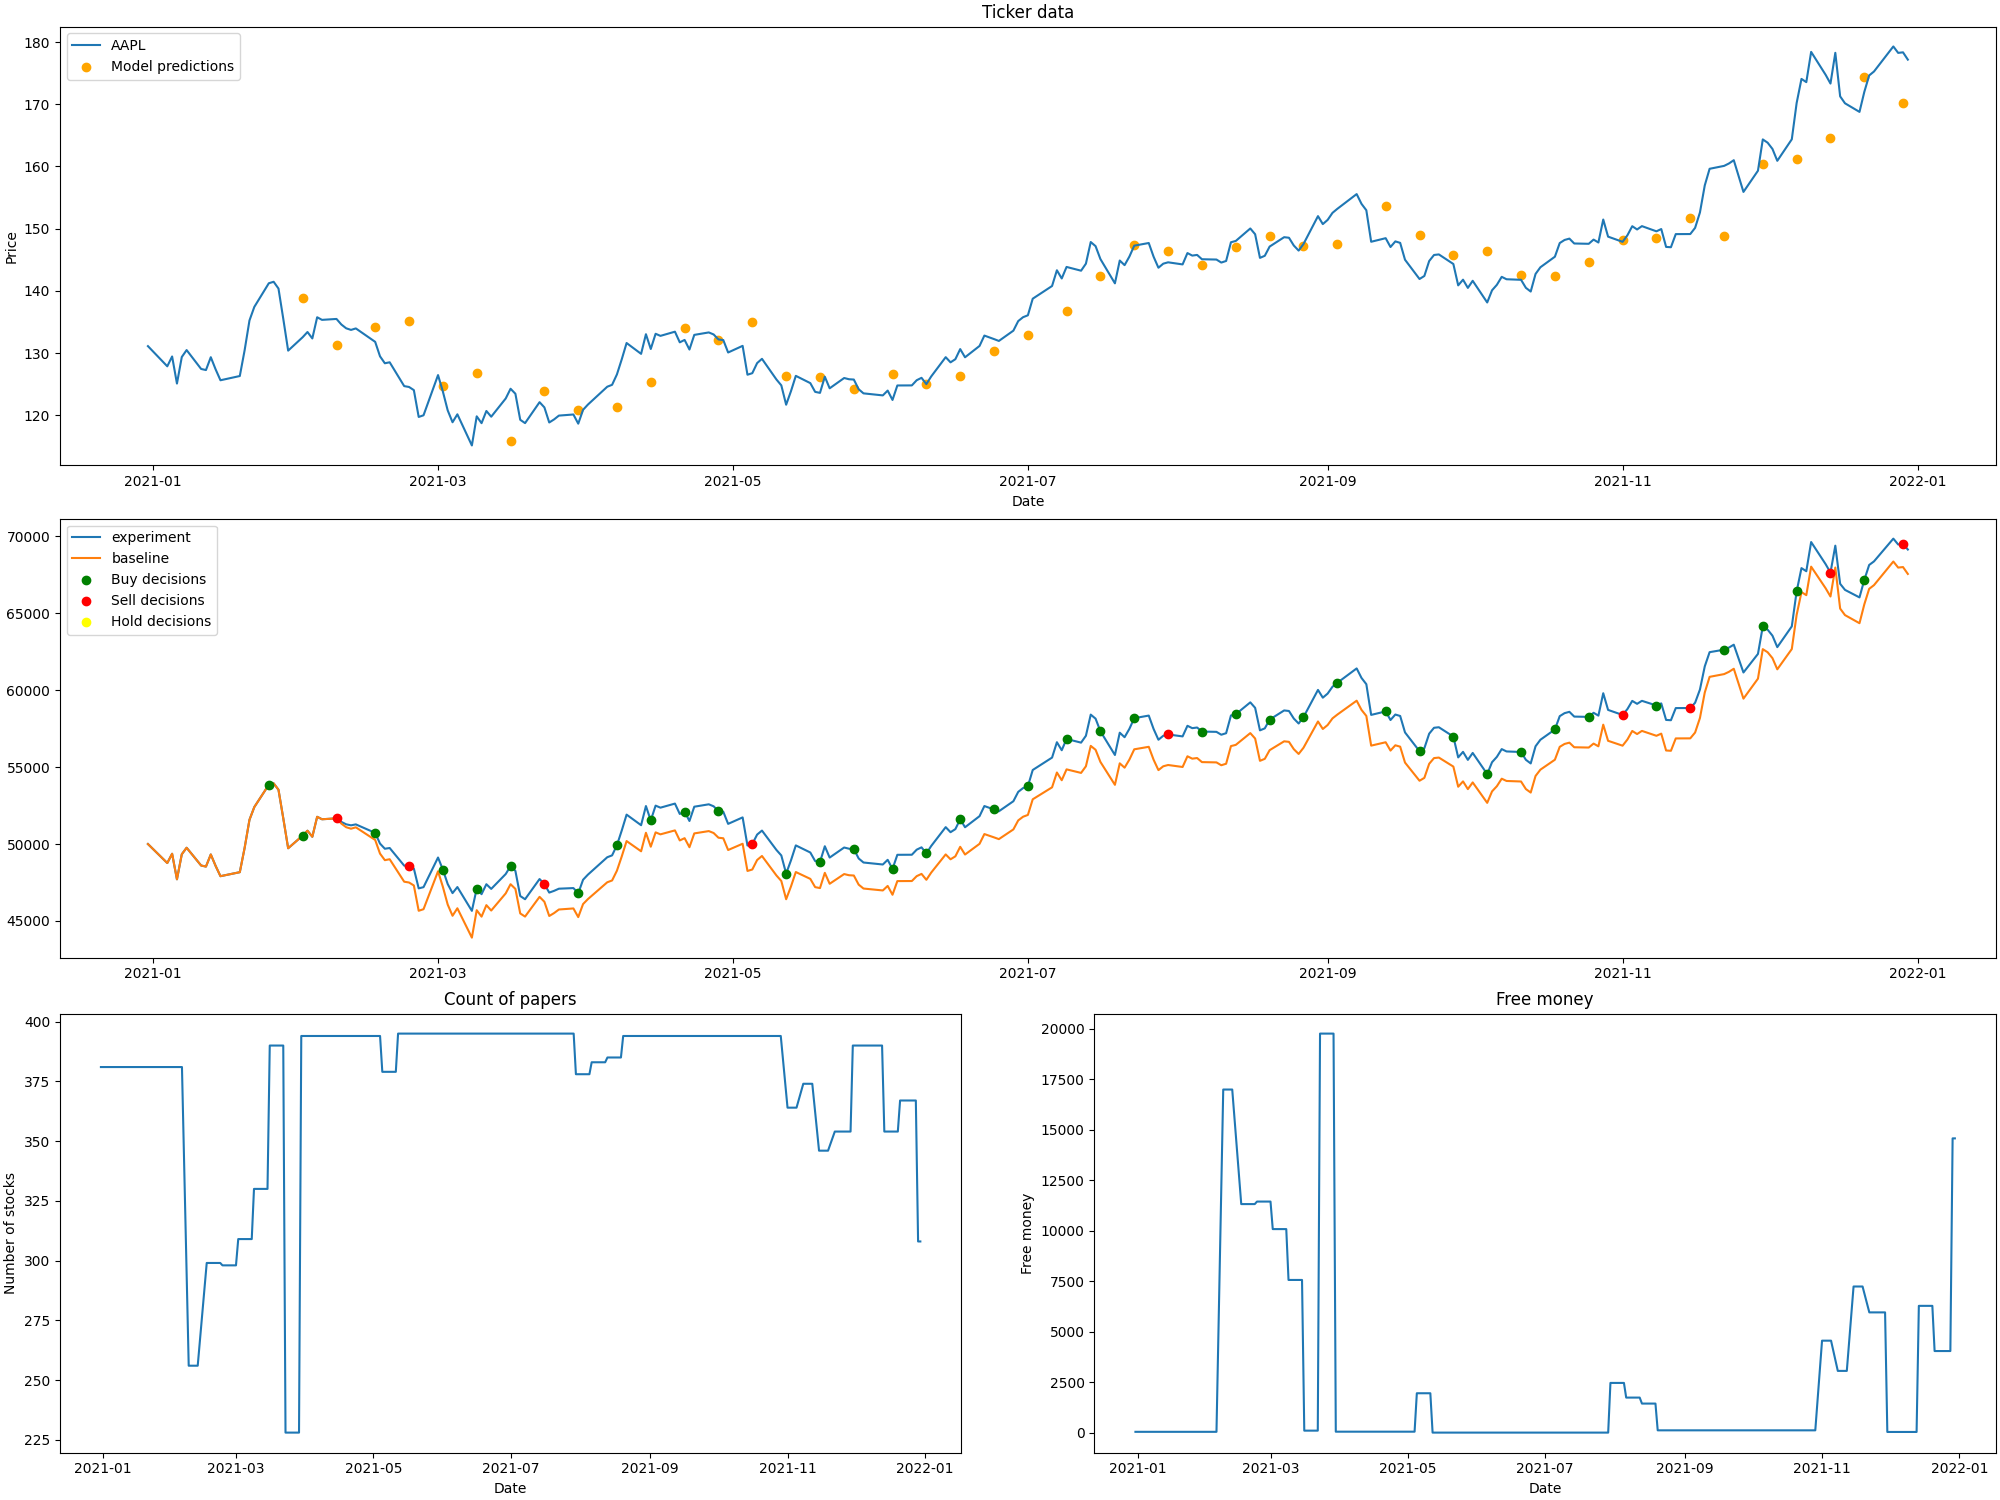 Ticker data
AAPL
Model predictions
180
170
160
150
140
130
120
Price
2021-01 2021-03 2021-05 2021-07 2021-09 2021-11 2022-01
Date
experiment
baseline
Buy decisions
Sell decisions
Hold decisions
70000
65000
60000
55000
50000
45000
2021-01 2021-03 2021-05 2021-07 2021-09 2021-11 2022-01
Count of papers
400
375
350
325
300
275
250
225
Number of stocks
2021-01 2021-03 2021-05 2021-07 2021-09 2021-11 2022-01
Date
Free money
20000
17500
15000
12500
10000
7500
5000
2500
0
Free money
2021-01 2021-03 2021-05 2021-07 2021-09 2021-11 2022-01
Date